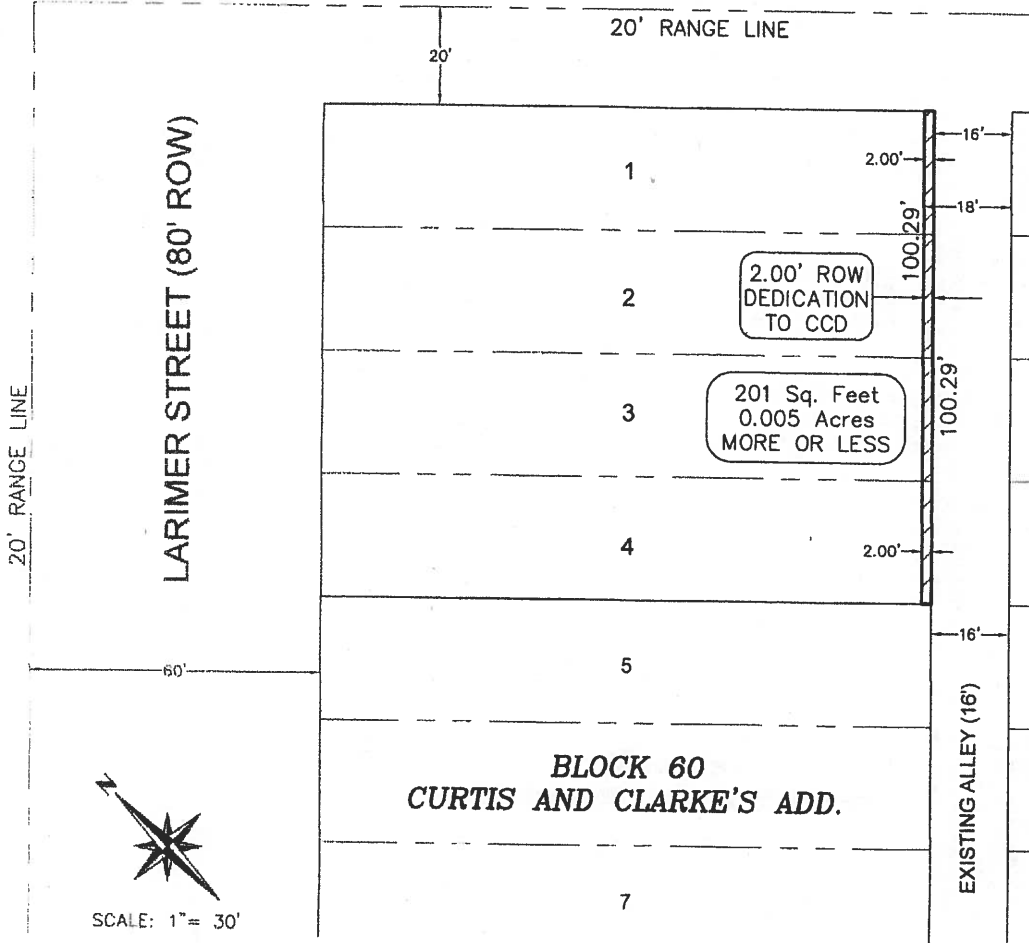 20' RANGE LINE
20'
LARIMER STREET (80' ROW)
20' RANGE LINE
1
16'
2.00'
18'
100.29'
2
2.00' ROW
DEDICATION
TO CCD
3
201 Sq. Feet
0.005 Acres
MORE OR LESS
100.29'
4
2.00'
16'
60'
5
BLOCK 60
CURTIS AND CLARKE'S ADD.
EXISTING ALLEY (16')
7
N
SCALE: 1"= 30'